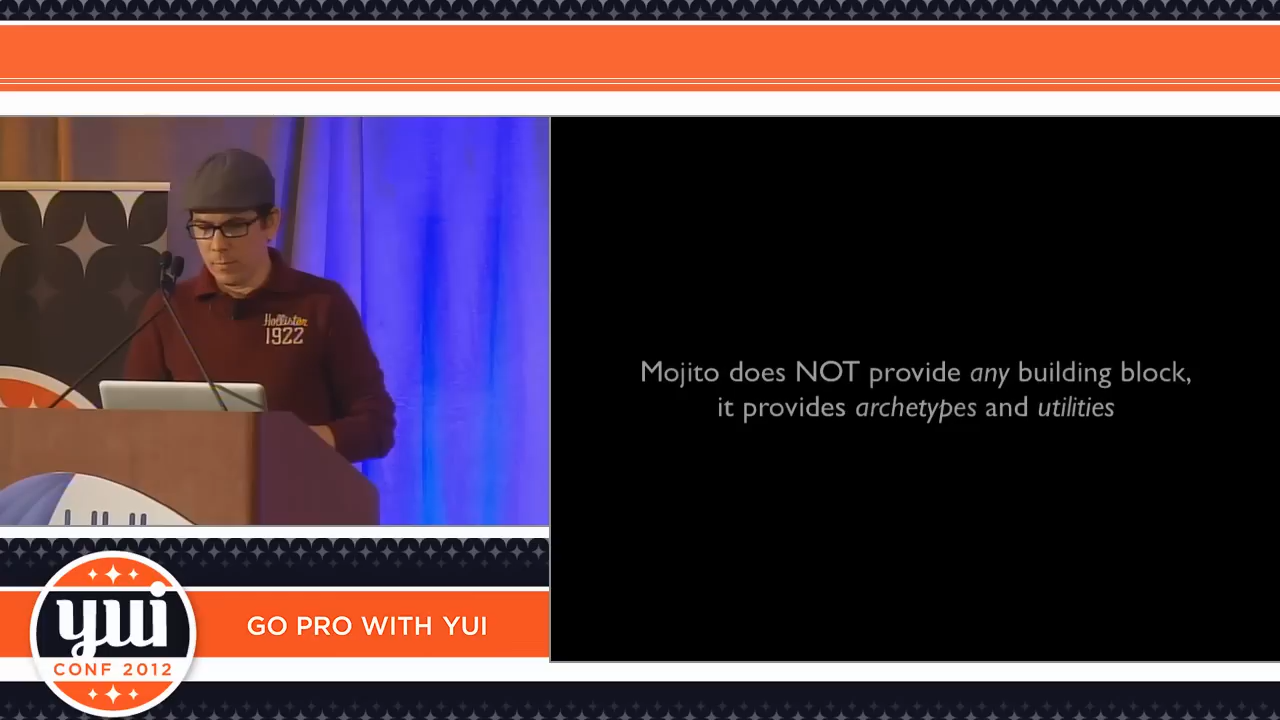 Hollister
1922
Mojito does NOT provide any building block,
it provides archetypes and utilities
yui
CONF 2012
GO PRO WITH YUI